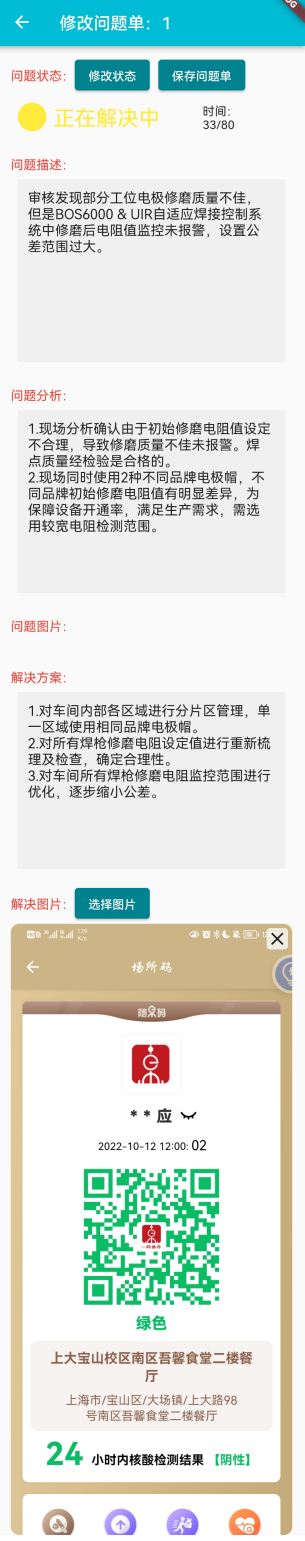 修改问题单：1
问题状态：
修改状态
保存问题单
正在解决中
时间：
33/80
问题描述：
审核发现部分工位电极修磨质量不佳，
但是BOS6000 & UIR自适应焊接控制系
统中修磨后电阻值监控未报警，设置公
差范围过大。
问题分析：
1.现场分析确认由于初始修磨电阻值设定
不合理，导致修磨质量不佳未报警。焊
点质量经检验是合格的。
2.现场同时使用2种不同品牌电极帽，不
同品牌初始修磨电阻值有明显差异，为
保障设备开通率，满足生产需求，需选
用较宽电阻检测范围。
问题图片：
解决方案：
1.对车间内部各区域进行分片区管理，单
一区域使用相同品牌电极帽。
2.对所有焊枪修磨电阻设定值进行重新梳
理及检查，确定合理性。
3.对车间所有焊枪修磨电阻监控范围进行
优化，逐步缩小公差。
解决图片：
选择图片
129
K/s
场所码
随申码
**应
2022-10-12 12:00:02
绿色
上大宝山校区南区吾馨食堂二楼餐
厅
上海市/宝山区/大场镇/上大路98
号南区吾馨食堂二楼餐厅
24 小时内核酸检测结果 【阴性】